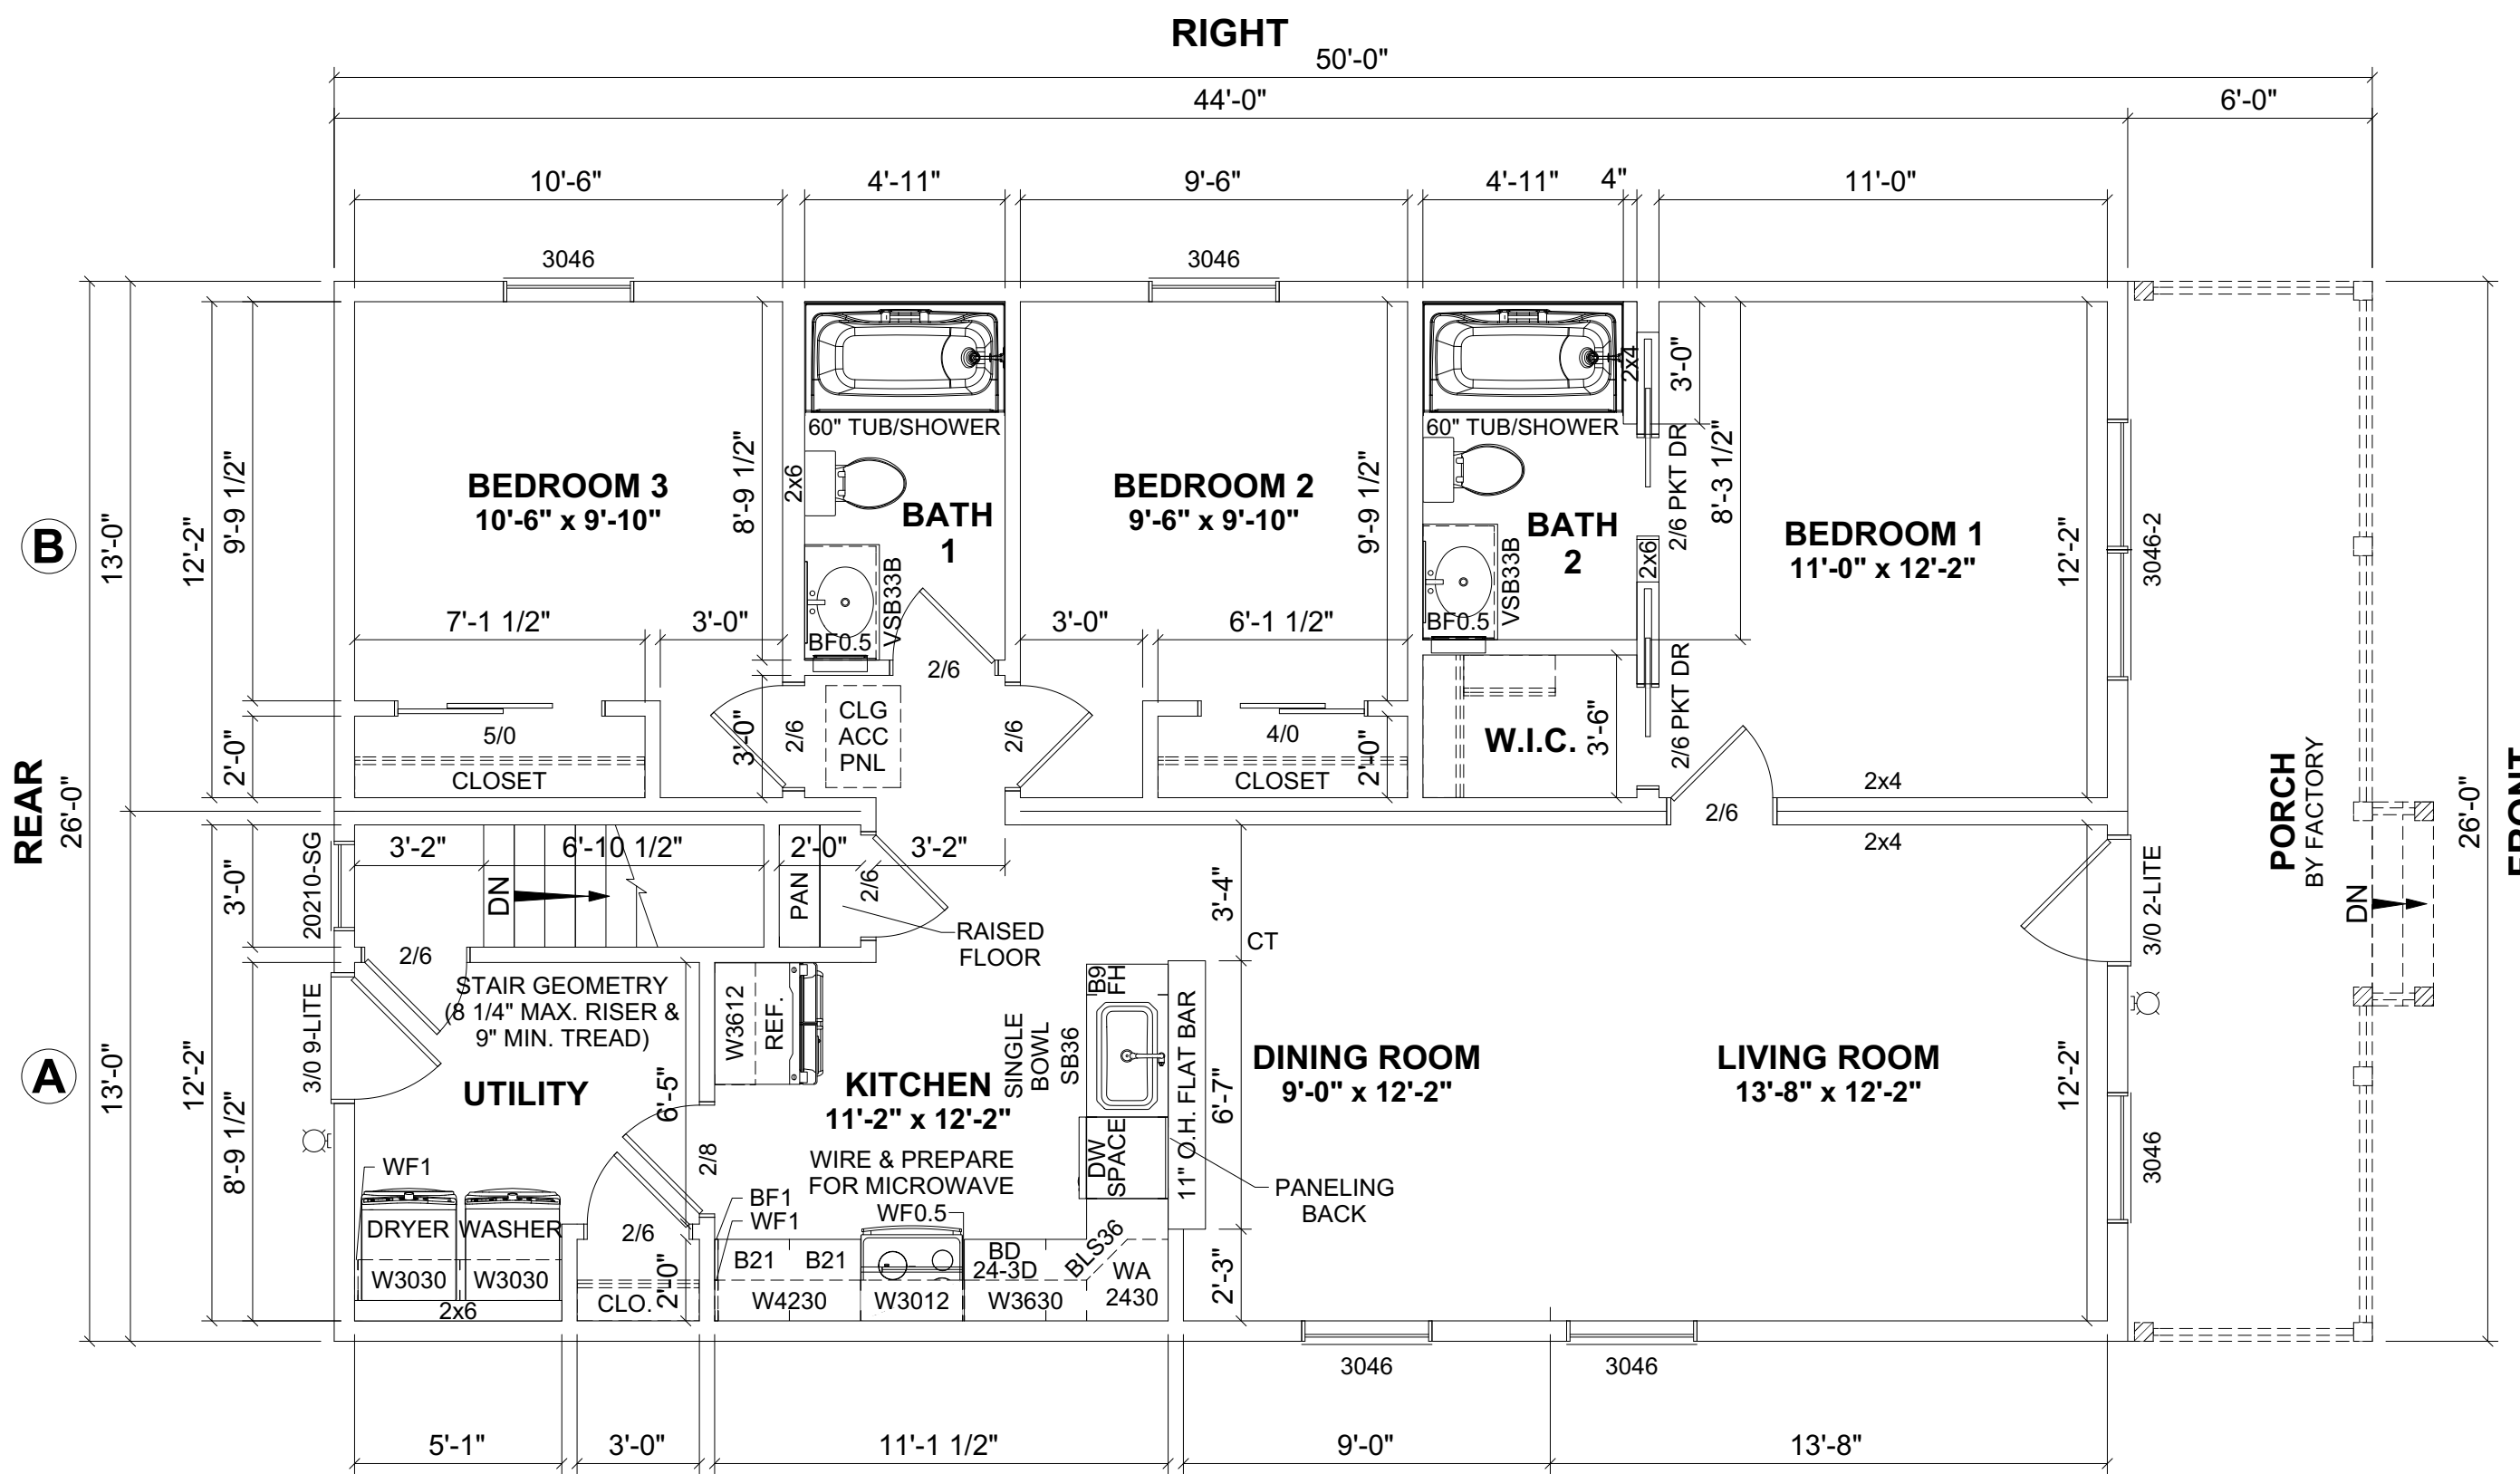 RIGHT
50'-0"
44'-0"
6'-0"
10'-6"
4'-11"
9'-6"
4'-11"
4"
11'-0"
3046
3046
60" TUB/SHOWER
60" TUB/SHOWER
2x4
3'-0"
2/6 PKT DR
8'-3 1/2"
9'-9 1/2"
8'-9 1/2"
2x6
9'-9 1/2"
BEDROOM 3
10'-6" x 9'-10"
BATH
1
BEDROOM 2
9'-6" x 9'-10"
BATH
2
BEDROOM 1
11'-0" x 12'-2"
B
13'-0"
12'-2"
VSB33B
BF0.5
VSB33B
BF0.5
2x6
12'-2"
3046-2
7'-1 1/2"
3'-0"
3'-0"
6'-1 1/2"
2/6
2/6 PKT DR
2'-0"
5/0
CLOSET
3'-0"
2/6
CLG
ACC
PNL
2/6
4/0
CLOSET
2'-0"
W.I.C.
3'-6"
2/6
2x4
2x4
REAR
26'-0"
PORCH
BY FACTORY
26'-0"
FRONT
DN
20210-SG
3'-0"
3'-2"
6'-10 1/2"
2'-0"
3'-2"
DN
PAN
2/6
RAISED
FLOOR
3'-4"
CT
3/0 2-LITE
2/6
STAIR GEOMETRY
(8 1/4" MAX. RISER &
9" MIN. TREAD)
3/0 9-LITE
A
13'-0"
12'-2"
8'-9 1/2"
UTILITY
6'-5"
W3612
REF.
KITCHEN
11'-2" x 12'-2"
SINGLE
BOWL
SB36
B9
FH
11" O.H. FLAT BAR
6'-7"
DINING ROOM
9'-0" x 12'-2"
LIVING ROOM
13'-8" x 12'-2"
12'-2"
3046
2/8
WIRE & PREPARE
FOR MICROWAVE
DW
SPACE
PANELING
BACK
WF1
BF1
WF1
WF0.5
DRYER
WASHER
W3030
W3030
2x6
2/6
CLO.
2'-0"
B21
B21
BD
24-3D
BLS36
WA
2430
W4230
W3012
W3630
2'-3"
3046
3046
5'-1"
3'-0"
11'-1 1/2"
9'-0"
13'-8"